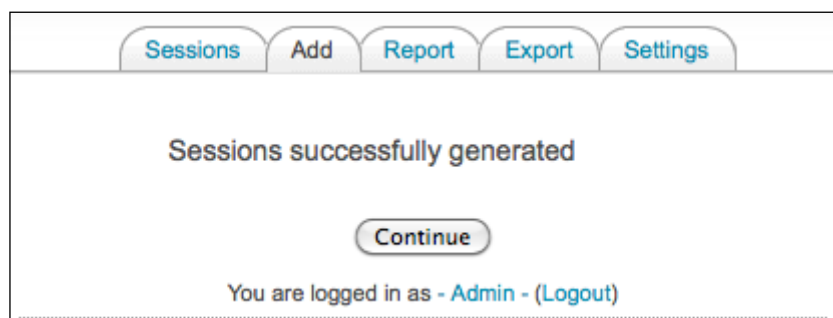 Sessions Add Report Export Settings
Sessions successfully generated
Continue
You are logged in as - Admin - (Logout)